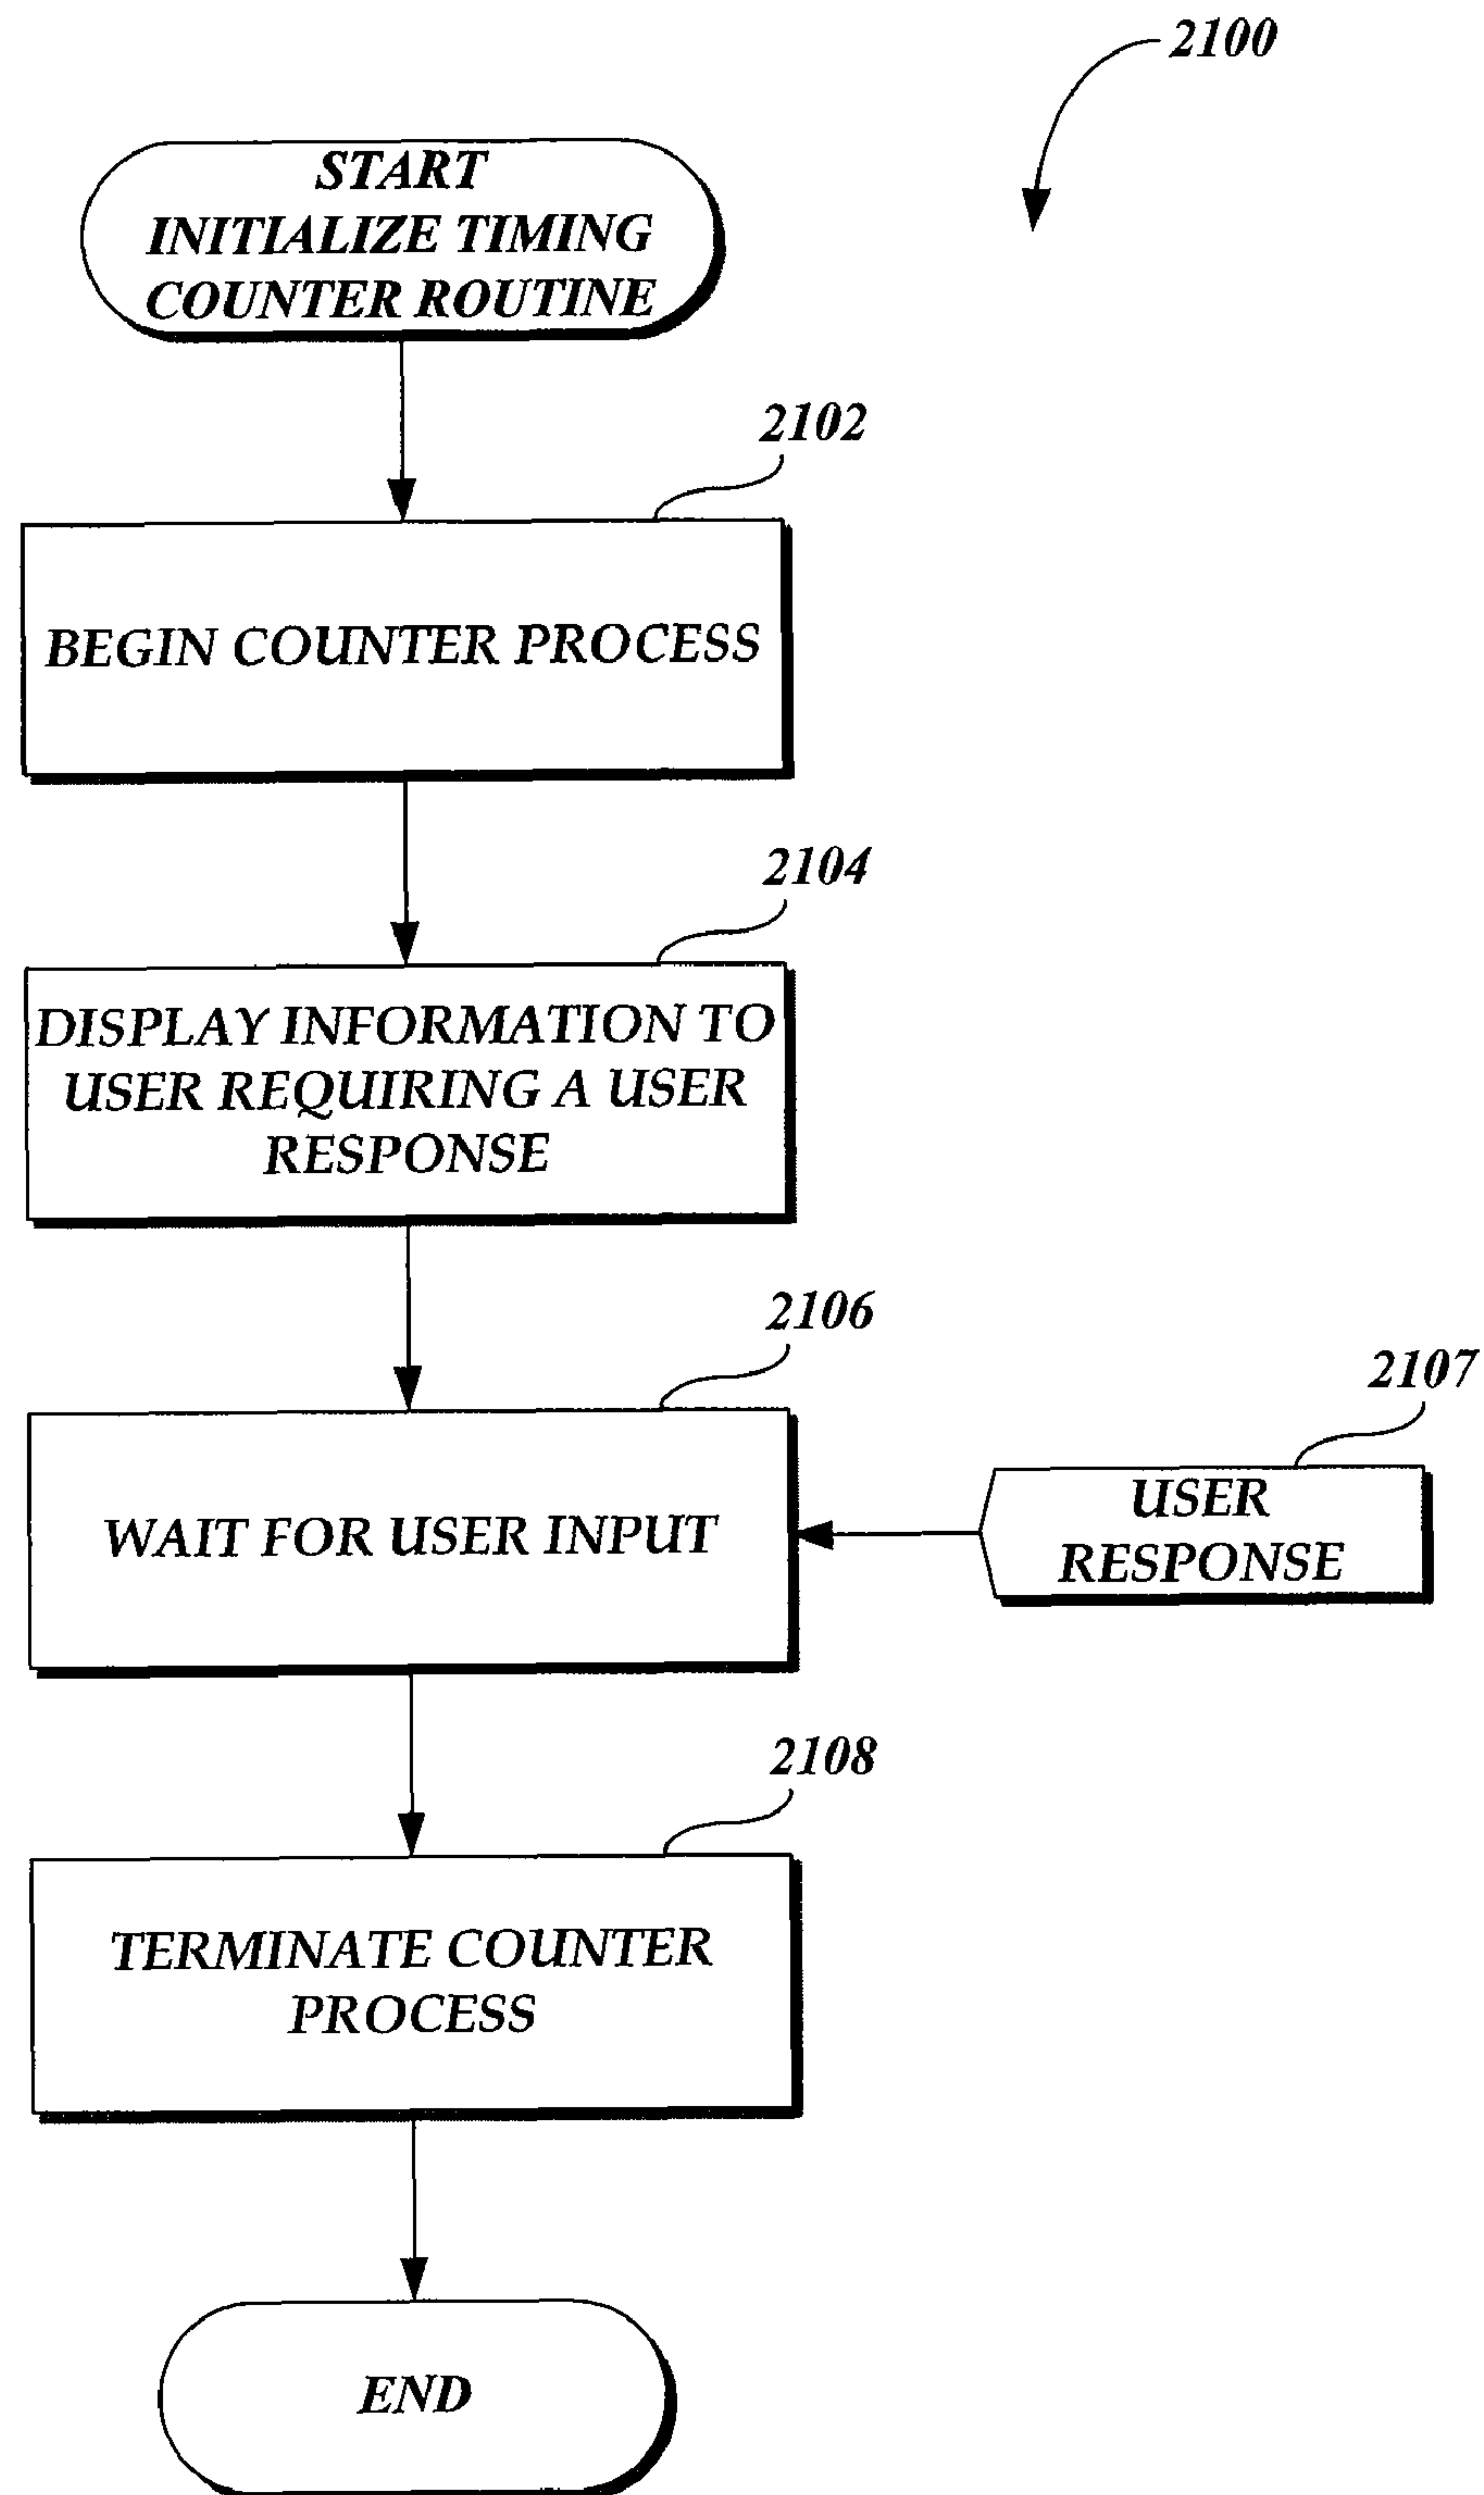 2100
START
INITIALIZE TIMING
COUNTER ROUTINE
2102
BEGIN COUNTER PROCESS
2104
DISPLAY INFORMATION TO
USER REQUIRING A USER
RESPONSE
2106
WAIT FOR USER INPUT
2107
USER
RESPONSE
2108
TERMINATE COUNTER
PROCESS
END